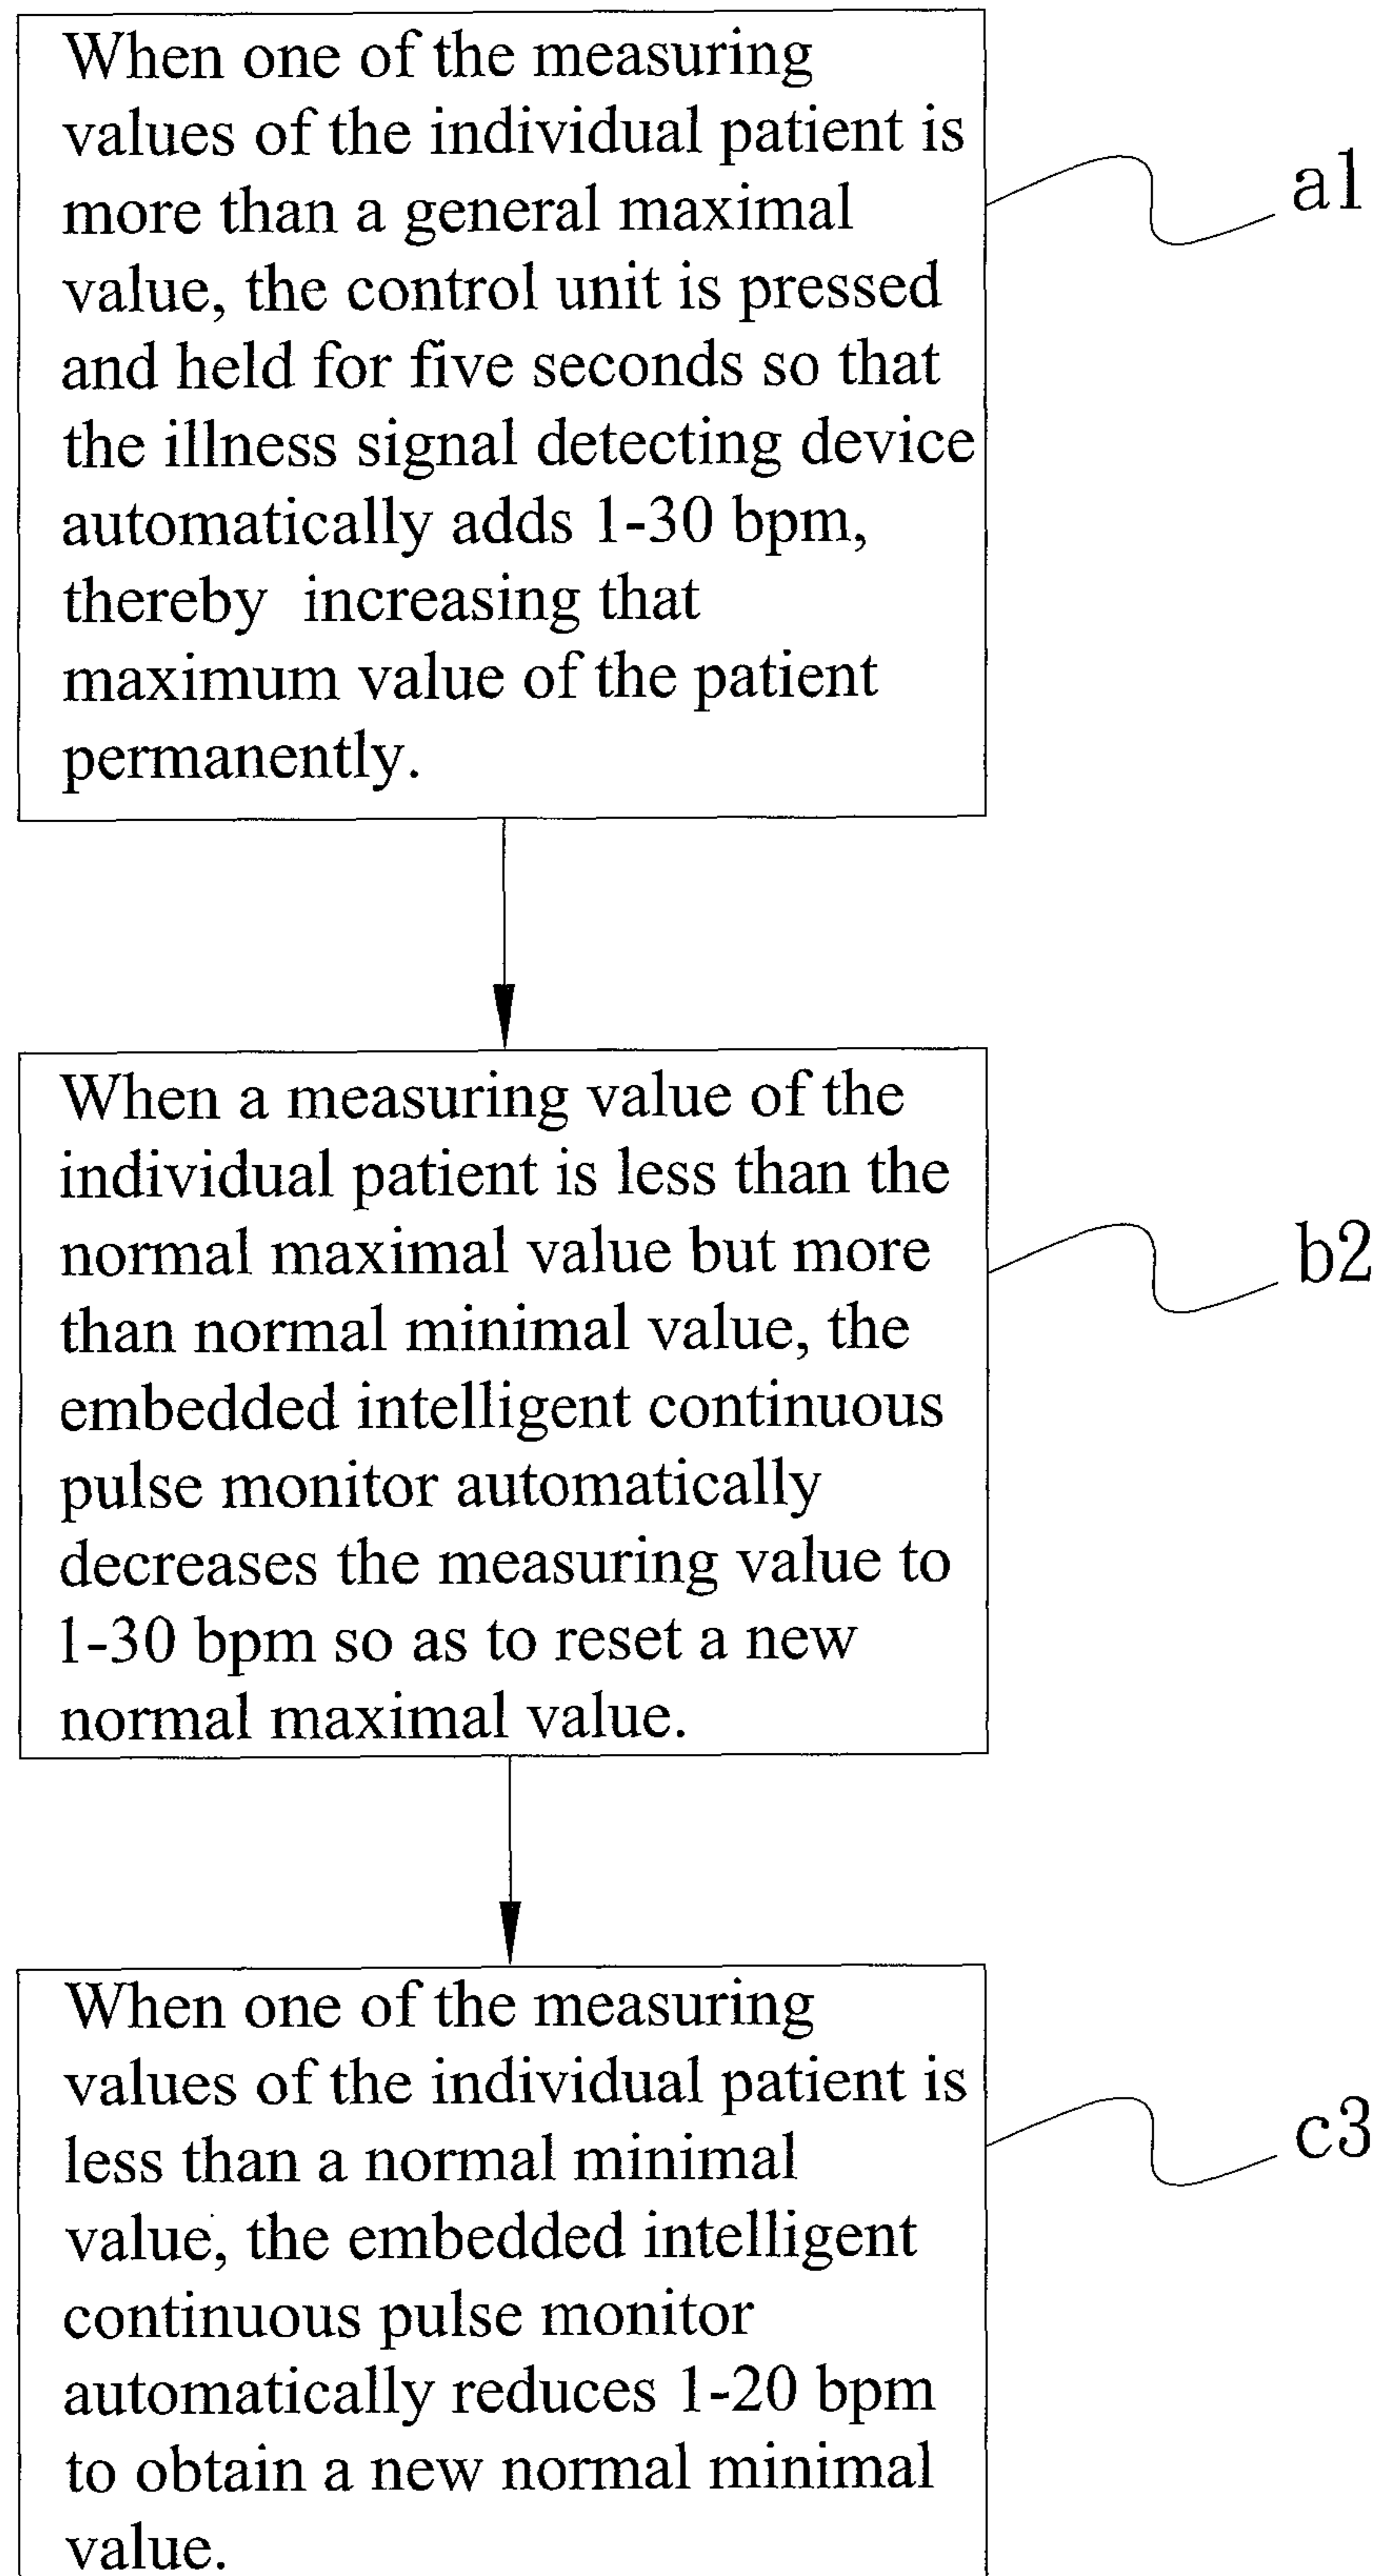 When one of the measuring
values of the individual patient is
more than a general maximal
value, the control unit is pressed
and held for five seconds so that
the illness signal detecting device
automatically adds 1-30 bpm,
thereby increasing that
maximum value of the patient
permanently.
a1
When a measuring value of the
individual patient is less than the
normal maximal value but more
than normal minimal value, the
embedded intelligent continuous
pulse monitor automatically
decreases the measuring value to
1-30 bpm so as to reset a new
normal maximal value.
b2
When one of the measuring
values of the individual patient is
less than a normal minimal
value, the embedded intelligent
continuous pulse monitor
automatically reduces 1-20 bpm
to obtain a new normal minimal
value.
c3